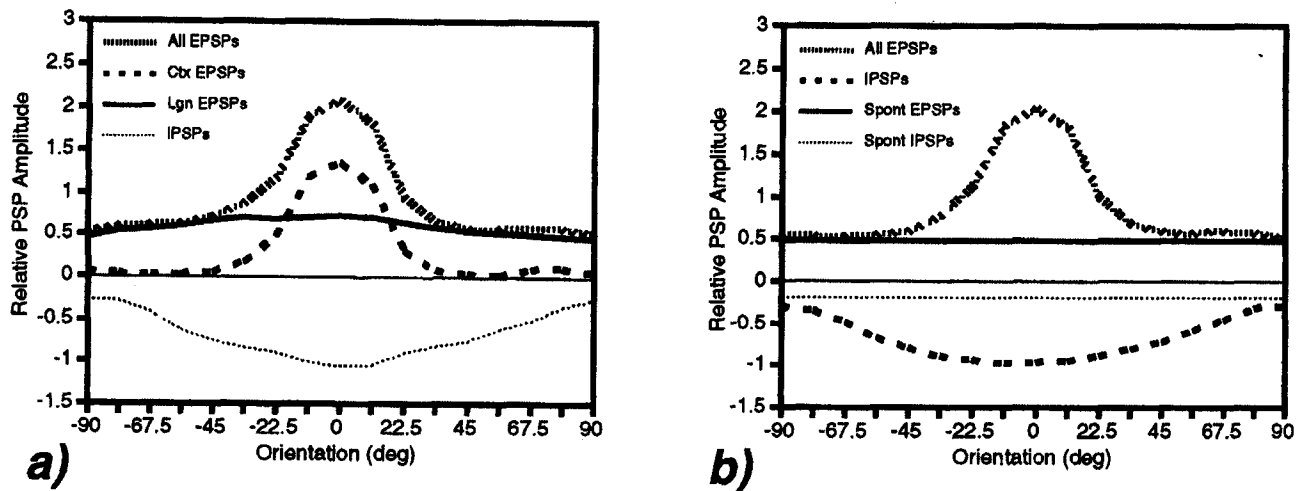 3
2.5
2
1.5
1
0.5
0
-0.5
-1
-1.5
Relative PSP Amplitude
All EPSPs
Ctx EPSPs
Lgn EPSPs
IPSPs
-90 -67.5 -45 -22.5 0 22.5 45 67.5 90
Orientation (deg)
a)
3
2.5
2
1.5
1
0.5
0
-0.5
-1
-1.5
Relative PSP Amplitude
All EPSPs
IPSPs
Spont EPSPs
Spont IPSPs
-90 -67.5 -45 -22.5 0 22.5 45 67.5 90
Orientation (deg)
b)